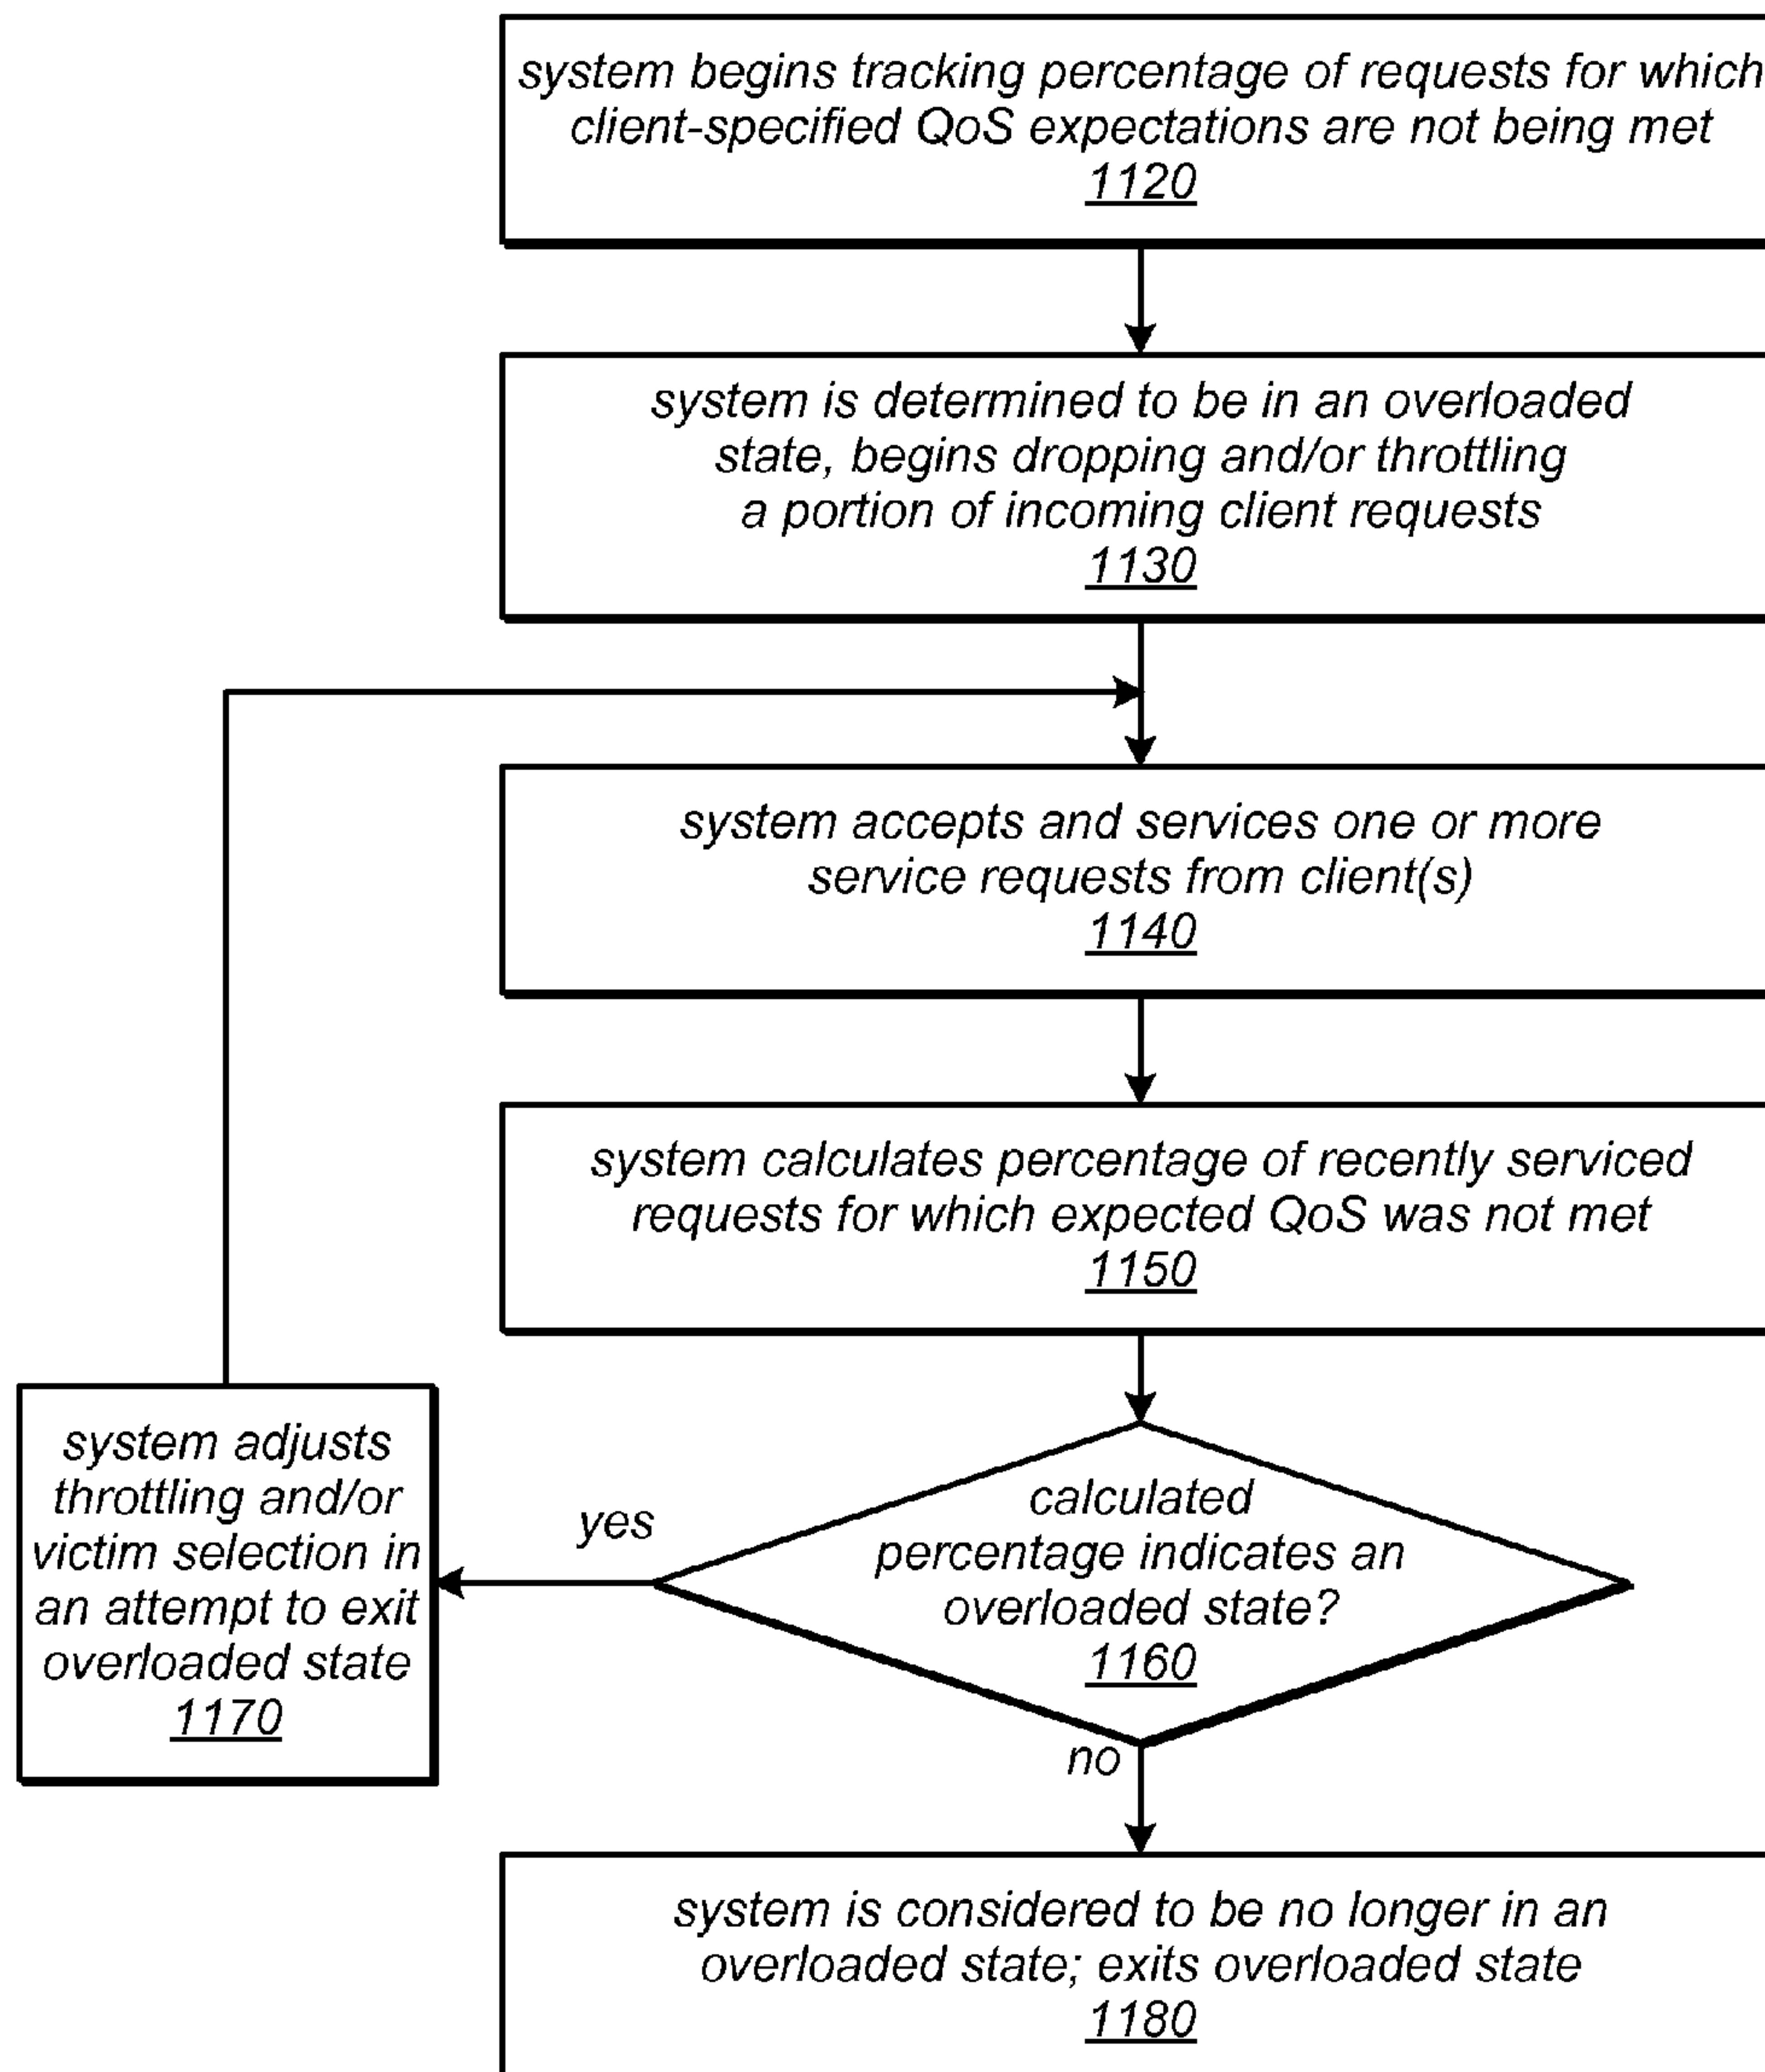 system begins tracking percentage of requests for which
client-specified QoS expectations are not being met
1120
system is determined to be in an overloaded
state, begins dropping and/or throttling
a portion of incoming client requests
1130
system accepts and services one or more
service requests from client(s)
1140
system calculates percentage of recently serviced
requests for which expected QoS was not met
1150
calculated
percentage indicates an
overloaded state?
1160
yes
system adjusts
throttling and/or
victim selection in
an attempt to exit
overloaded state
1170
no
system is considered to be no longer in an
overloaded state; exits overloaded state
1180